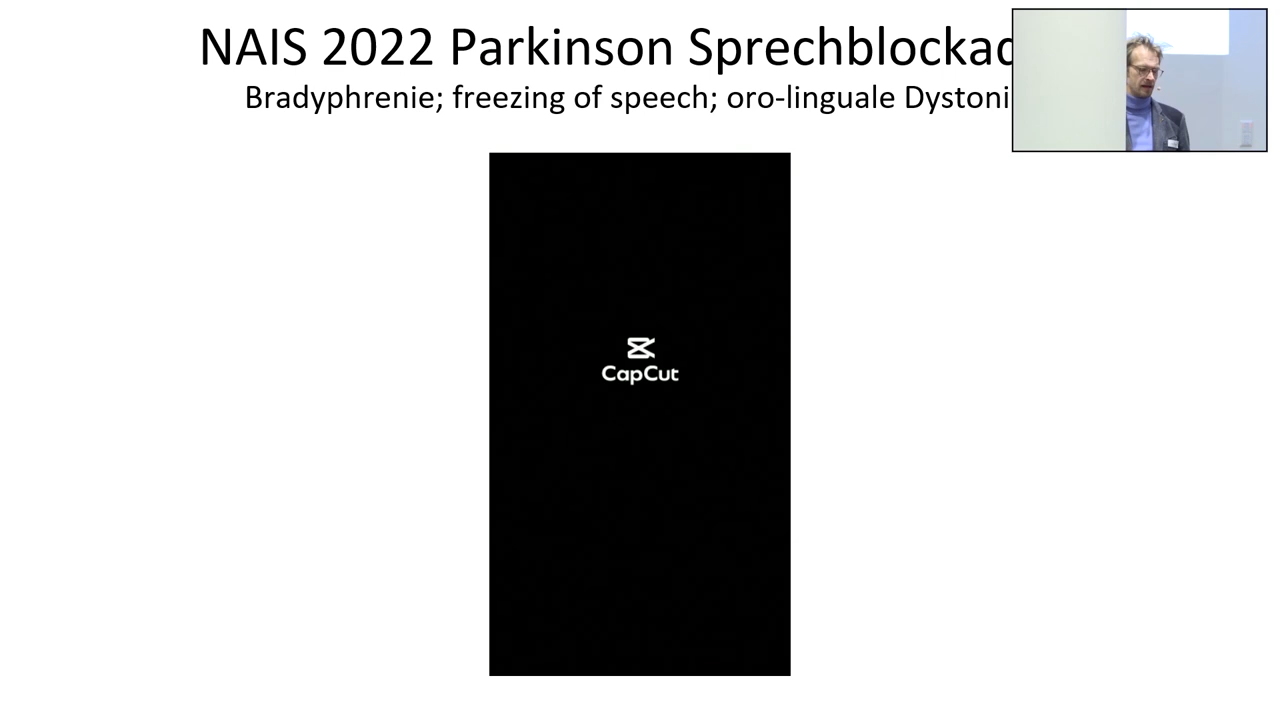 NAIS 2022 Parkinson Sprechblockad
Bradyphrenie; freezing of speech; oro-linguale Dystoni
CapCut